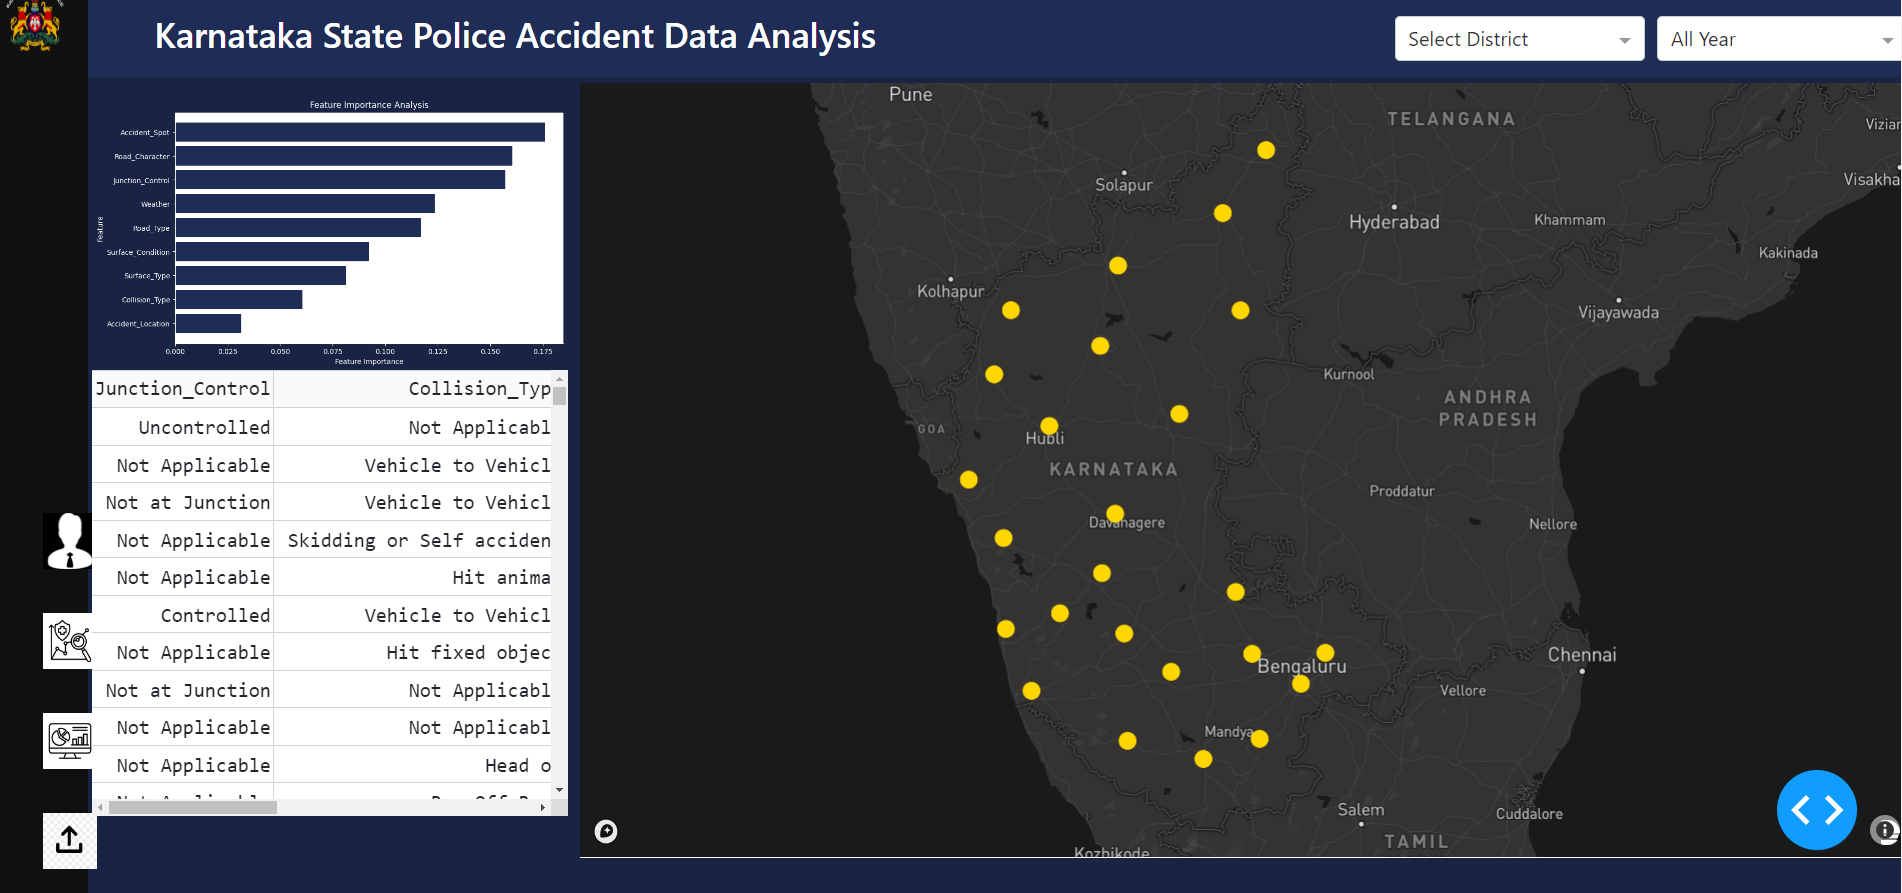 Karnataka State Police Accident Data Analysis
Select District
All Year
Feature Importance Analysis
Feature
Accident_Spot
Road_Character
Junction_Control
Weather
Road_Type
Surface_Condition
Surface_Type
Collision_Type
Accident_Location
0.000 0.025 0.050 0.075 0.100 0.125 0.150 0.175
Feature Importance
Junction_Control Collision_Typ
Uncontrolled Not Applicabl
Not Applicable Vehicle to Vehicl
Not at Junction Vehicle to Vehicl
Not Applicable Skidding or Self acciden
Not Applicable Hit anima
Controlled Vehicle to Vehicl
Not Applicable Hit fixed objec
Not at Junction Not Applicabl
Not Applicable Not Applicabl
Not Applicable Head o
Pune
TELANGANA
Vizian
Solapur
Visakha
Hyderabad
Khammam
Kakinada
Kolhapur
Vijayawada
Kurnool
ANDHRA
PRADESH
GOA
Hubli
KARNATAKA
Proddatur
Davanagere
Nellore
Bengaluru
Chennai
Vellore
Mandya
Salem
Cuddalore
TAMIL
Kozhikode